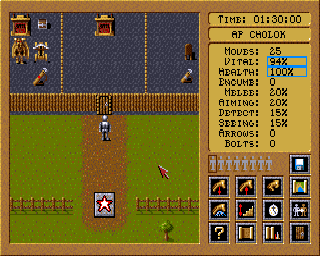 TIME: 01:30:00
AP CHOLOK
MOVES: 25
VITAL: 94%
AGALTA: 100%
ENCUMB: 0
MELEE: 20%
AIMING: 20%
DETECT: 15%
SEEING: 15%
ARROWS: 0
BOLTS: 0
?